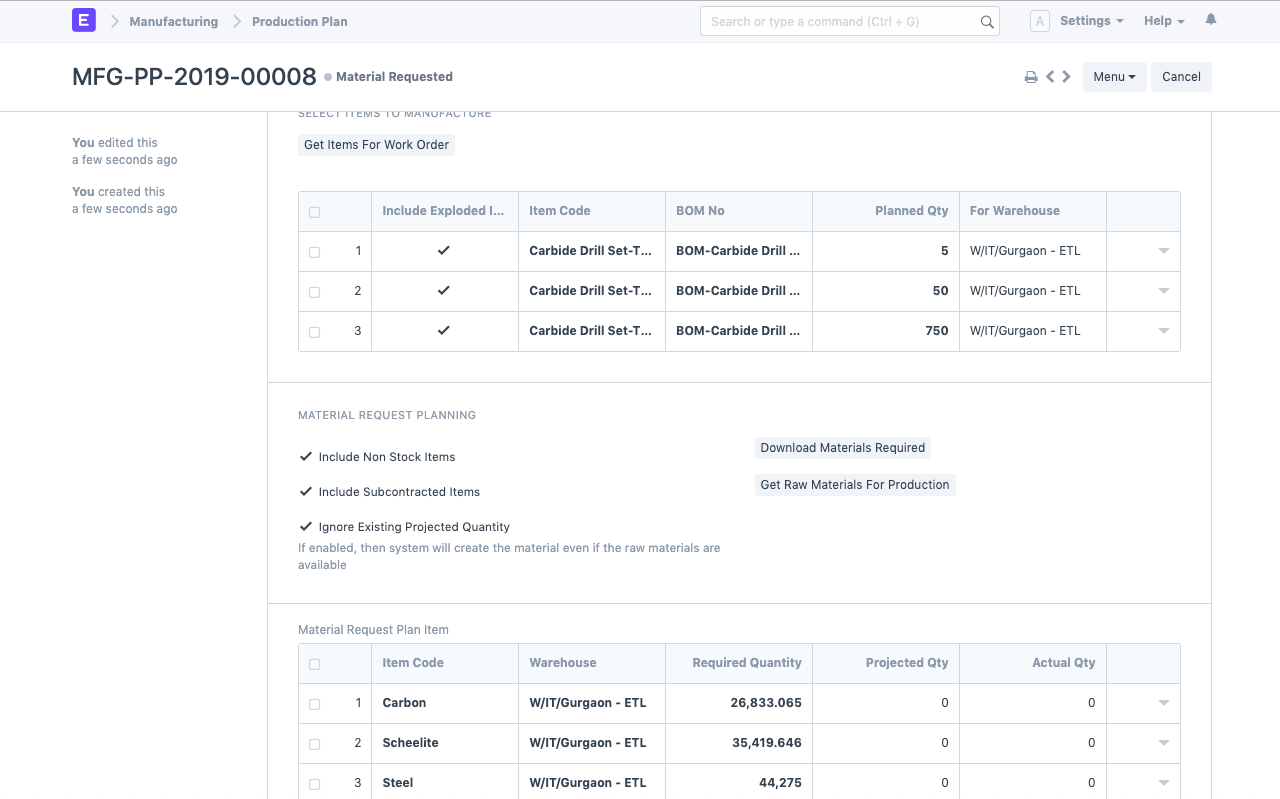 E Manufacturing Production Plan Search or type a command (Ctrl + G) A Settings Help
MFG-PP-2019-00008 Material Requested Menu Cancel
SELECT ITEMS TO MANUFACTURE
You edited this
a few seconds ago
You created this
a few seconds ago
Get Items For Work Order
Include Exploded I... Item Code BOM No Planned Qty For Warehouse
1 Carbide Drill Set-T... BOM-Carbide Drill ... 5 W/IT/Gurgaon - ETL
2 Carbide Drill Set-T... BOM-Carbide Drill ... 50 W/IT/Gurgaon - ETL
3 Carbide Drill Set-T... BOM-Carbide Drill ... 750 W/IT/Gurgaon - ETL
MATERIAL REQUEST PLANNING
Include Non Stock Items
Include Subcontracted Items
Ignore Existing Projected Quantity
If enabled, then system will create the material even if the raw materials are
available
Download Materials Required
Get Raw Materials For Production
Material Request Plan Item
Item Code Warehouse Required Quantity Projected Qty Actual Qty
1 Carbon W/IT/Gurgaon - ETL 26,833.065 0 0
2 Scheelite W/IT/Gurgaon - ETL 35,419.646 0 0
3 Steel W/IT/Gurgaon - ETL 44,275 0 0